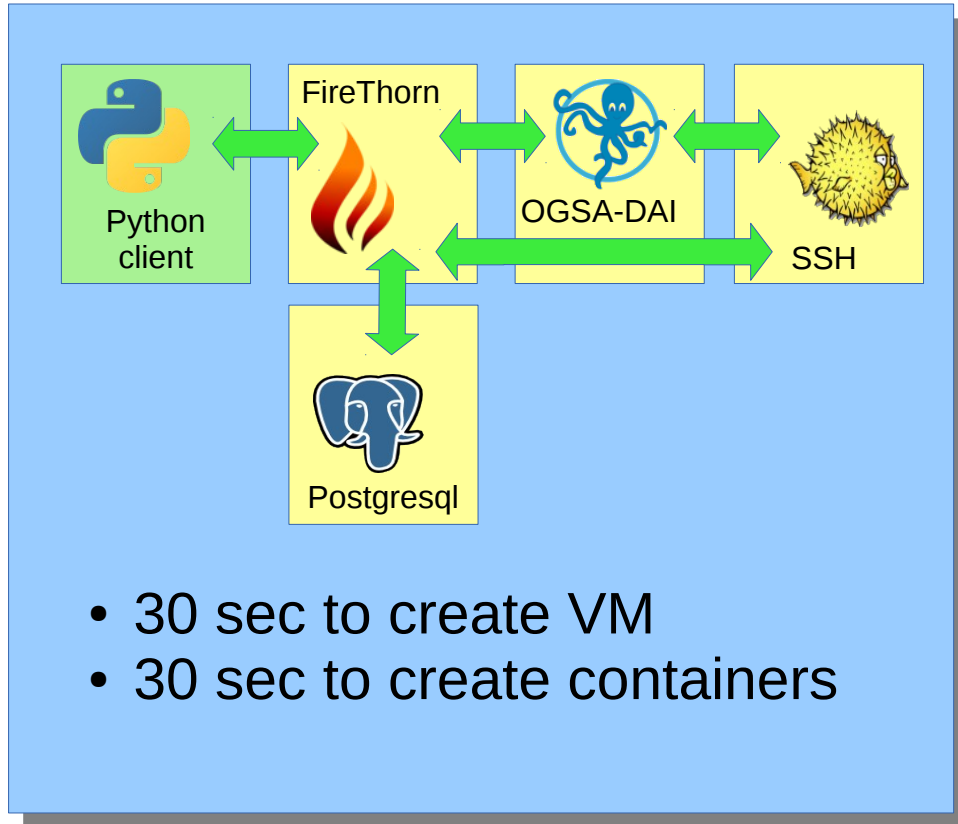 FireThorn
Python
client
OGSA-DAI
SSH
Postgresql
• 30 sec to create VM
• 30 sec to create containers